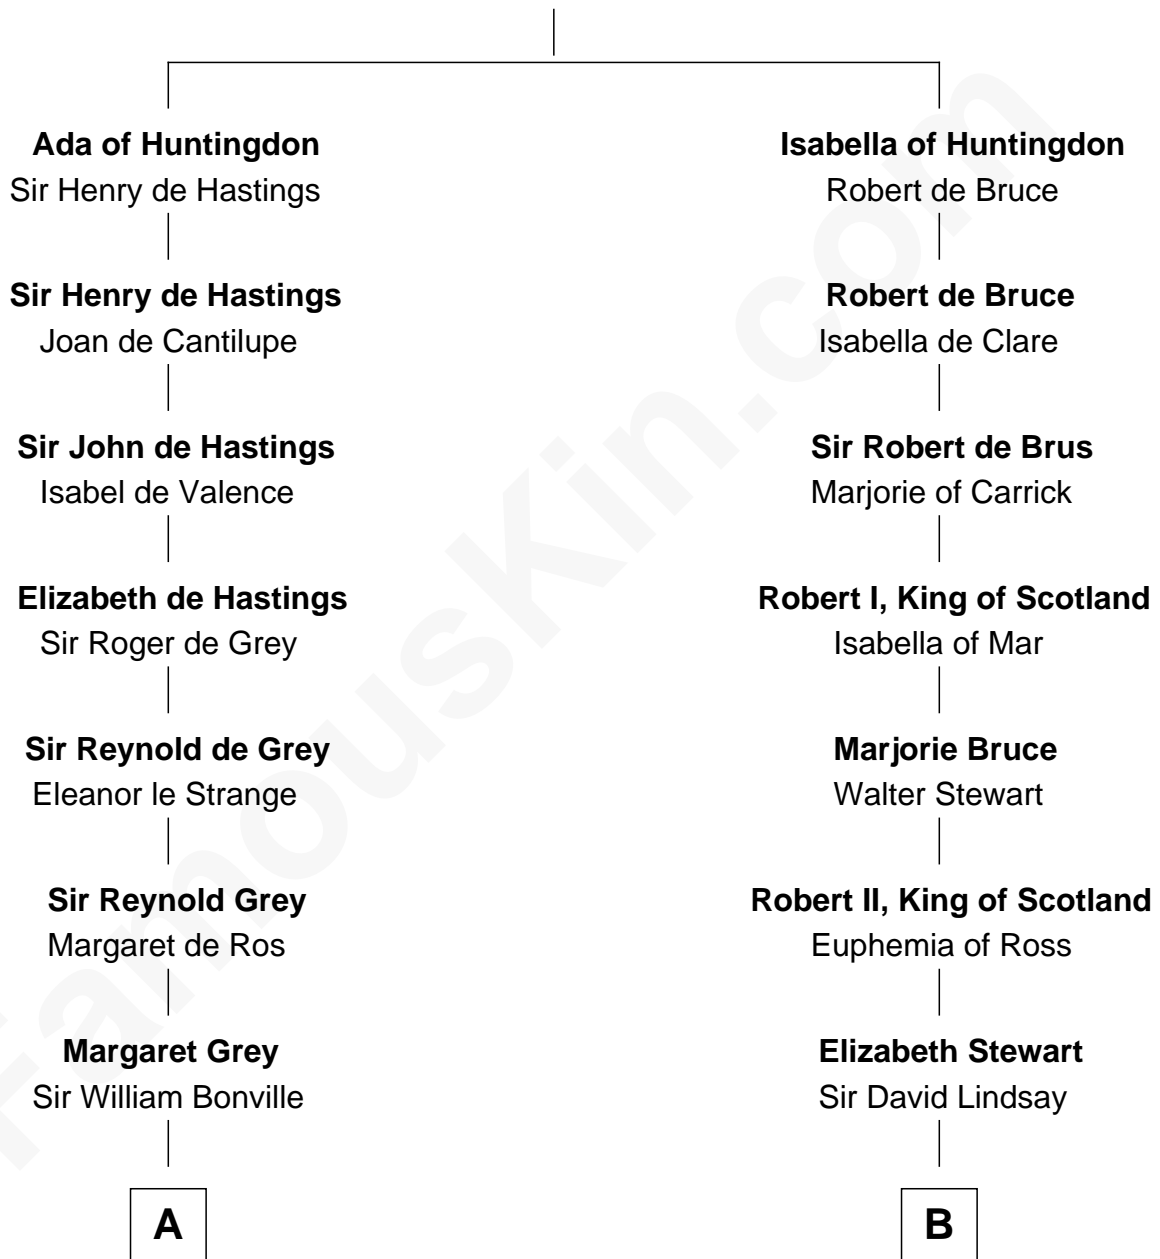 Ada of Huntingdon
Sir Henry de Hastings
Sir Henry de Hastings
Joan de Cantilupe
Sir John de Hastings
Isabel de Valence
Elizabeth de Hastings
Sir Roger de Grey
Sir Reynold de Grey
Eleanor le Strange
Sir Reynold Grey
Margaret de Ros
Margaret Grey
Sir William Bonville
A
Isabella of Huntingdon
Robert de Bruce
Robert de Bruce
Isabella de Clare
Sir Robert de Brus
Marjorie of Carrick
Robert I, King of Scotland
Isabella of Mar
Marjorie Bruce
Walter Stewart
Robert II, King of Scotland
Euphemia of Ross
Elizabeth Stewart
Sir David Lindsay
B
FamousKin.com